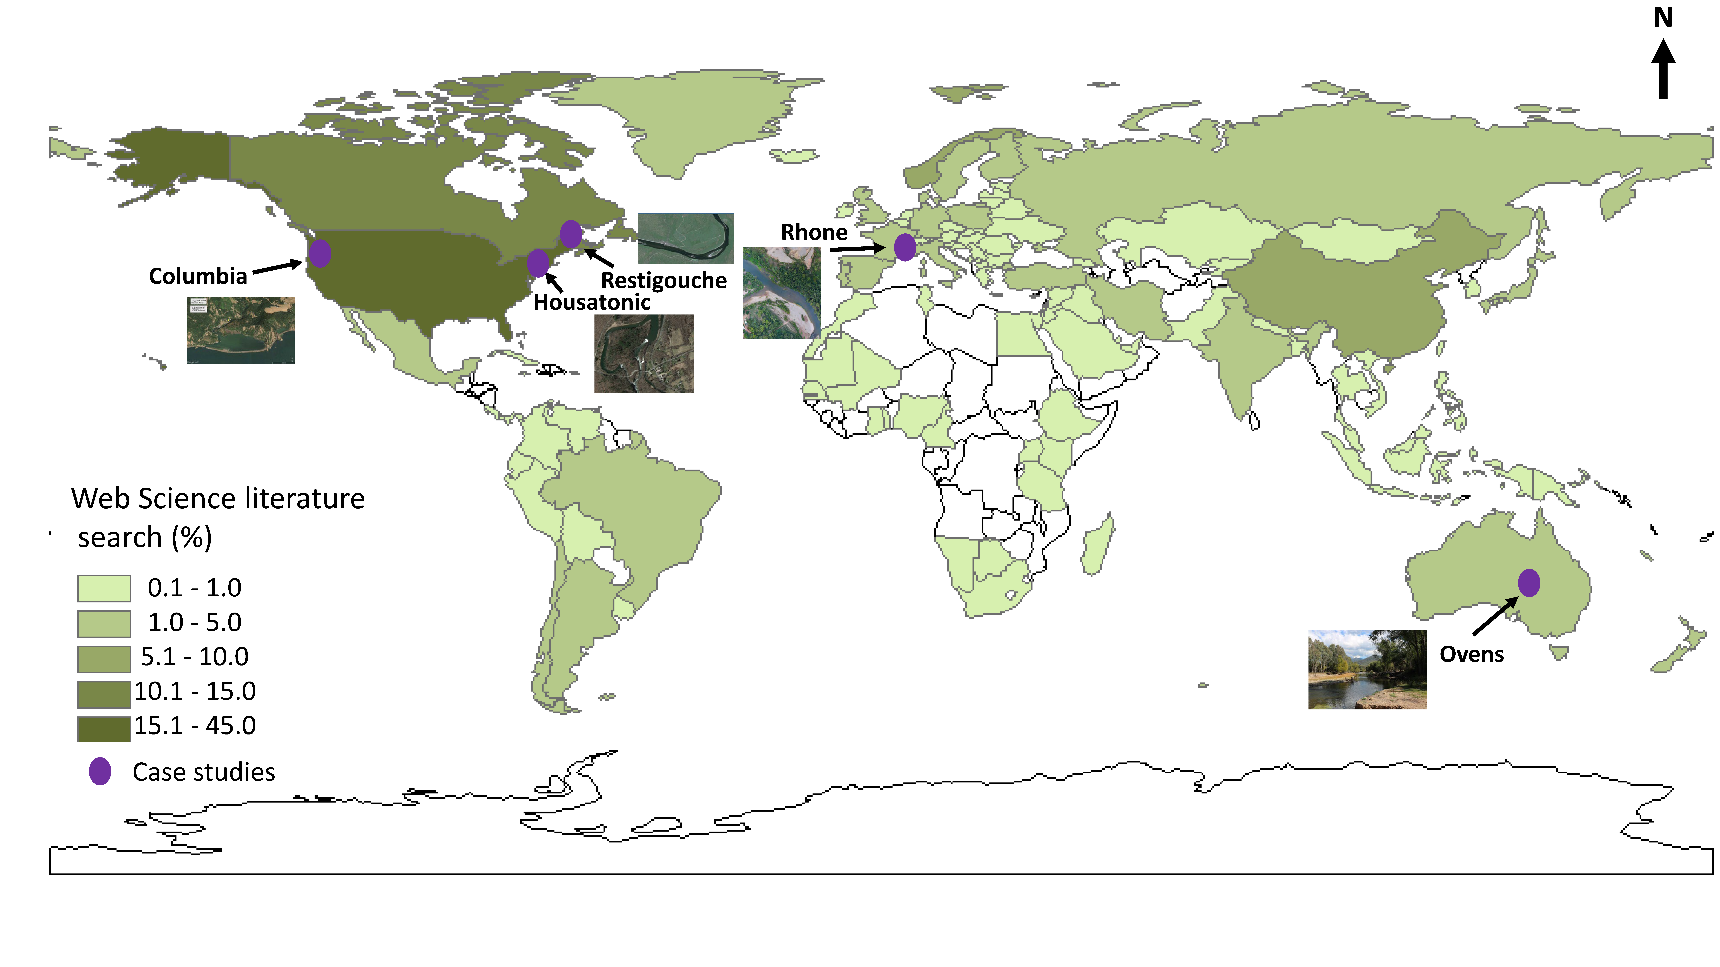 N
Rhone
Columbia
Restigouche
Housatonic
Web Science literature
search (%)
0.1 - 1.0
1.0 - 5.0
5.1 - 10.0
10.1 - 15.0
15.1 - 45.0
Case studies
Ovens